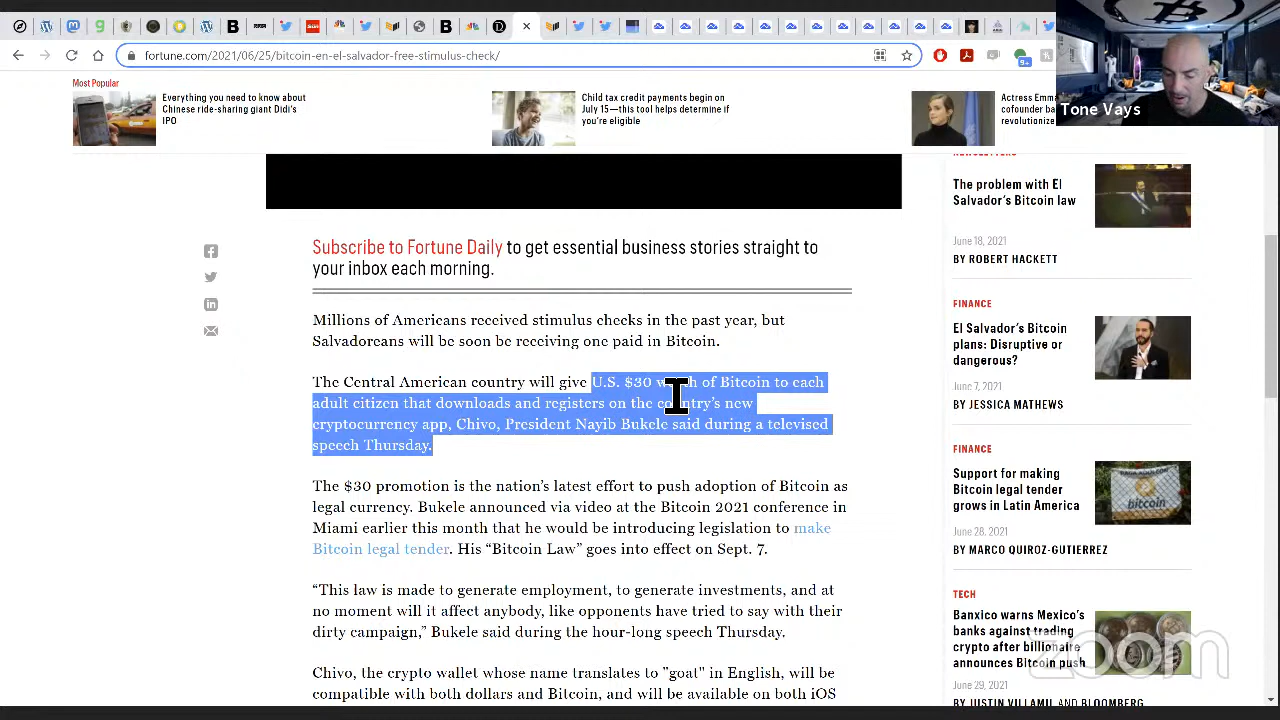 fortune.com/2021/06/25/bitcoin-en-el-salvador-free-stimulus-check/
9+
Tone Vays
Most Popular
Everything you need to know about
Chinese ride-sharing giant Didi's
IPO
Child tax credit payments begin on
July 15—this tool helps determine if
you're eligible
Actress Emma
cofounder
revolutionize
NEWSLETTERS
The problem with El
Salvador's Bitcoin law
June 18, 2021
BY ROBERT HACKETT
Subscribe to Fortune Daily to get essential business stories straight to
your inbox each morning.
Millions of Americans received stimulus checks in the past year, but
Salvadoreans will be soon be receiving one paid in Bitcoin.
The Central American country will give U.S. $30 worth of Bitcoin to each
adult citizen that downloads and registers on the country's new
cryptocurrency app, Chivo, President Nayib Bukele said during a televised
speech Thursday.
The $30 promotion is the nation's latest effort to push adoption of Bitcoin as
legal currency. Bukele announced via video at the Bitcoin 2021 conference in
Miami earlier this month that he would be introducing legislation to make
Bitcoin legal tender. His “Bitcoin Law” goes into effect on Sept. 7.
“This law is made to generate employment, to generate investments, and at
no moment will it affect anybody, like opponents have tried to say with their
dirty campaign,” Bukele said during the hour-long speech Thursday.
Chivo, the crypto wallet whose name translates to "goat" in English, will be
compatible with both dollars and Bitcoin, and will be available on both iOS
FINANCE
El Salvador's Bitcoin
plans: Disruptive or
dangerous?
June 7, 2021
BY JESSICA MATHEWS
FINANCE
Support for making
Bitcoin legal tender
grows in Latin America
June 28, 2021
BY MARCO QUIROZ-GUTIERREZ
bitcoin
TECH
Banxico warns Mexico's
banks against trading
crypto after billionaire
announces Bitcoin push
June 29, 2021
BY JUSTIN VILLAMIL AND BLOOMBERG
zoom